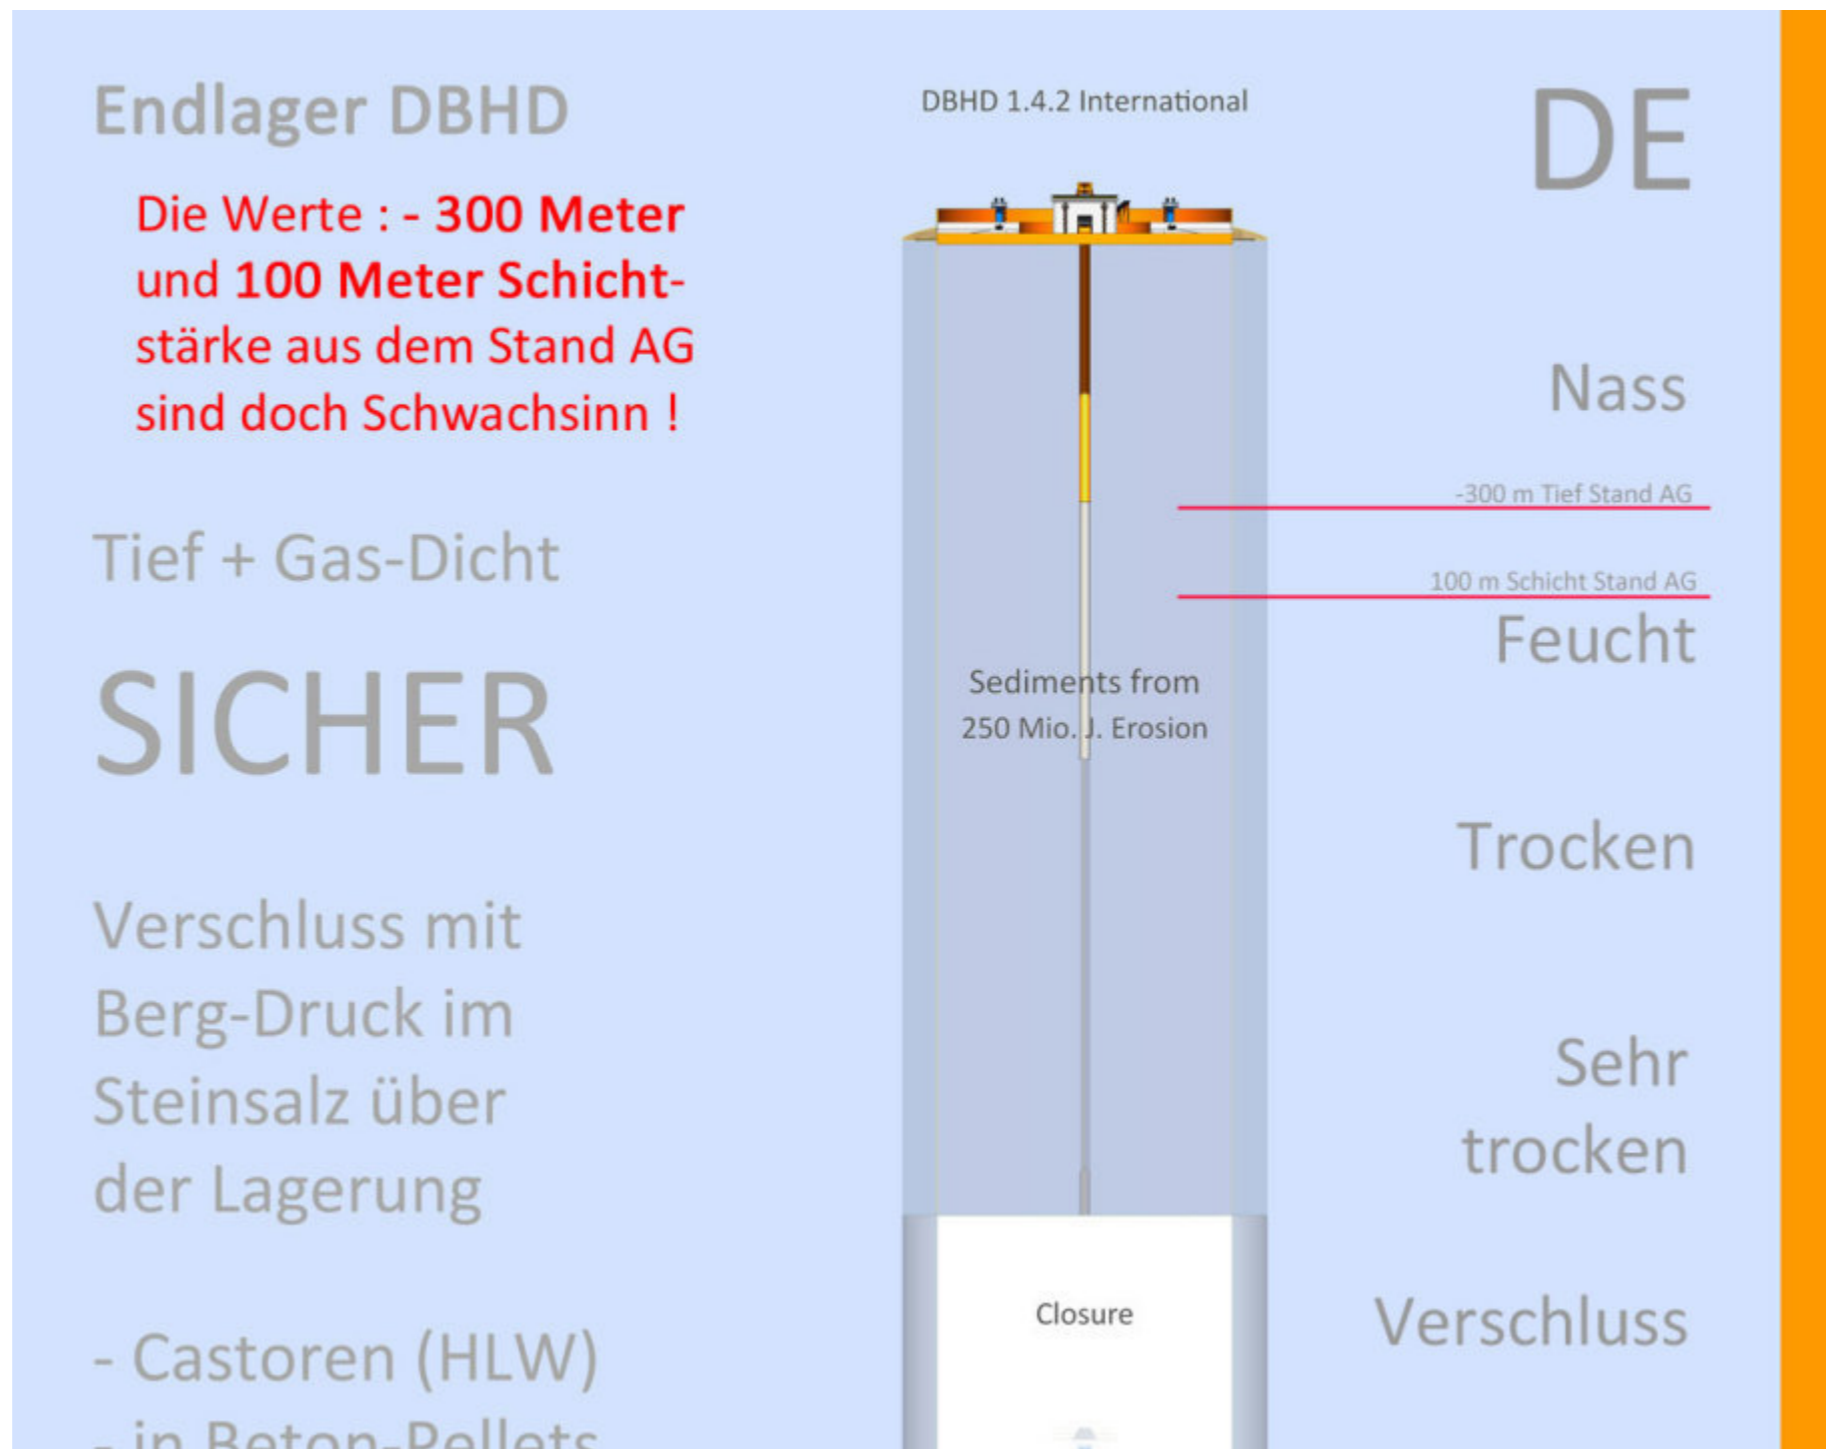 Endlager DBHD
Die Werte : - 300 Meter
und 100 Meter Schicht-
stärke aus dem Stand AG
sind doch Schwachsinn !
Tief + Gas-Dicht
SICHER
Verschluss mit
Berg-Druck im
Steinsalz über
der Lagerung
- Castoren (HLW)
- in Beton-Pellets
DBHD 1.4.2 International
Sediments from
250 Mio. J. Erosion
Closure
DE
Nass
-300 m Tief Stand AG
100 m Schicht Stand AG
Feucht
Trocken
Sehr
trocken
Verschluss